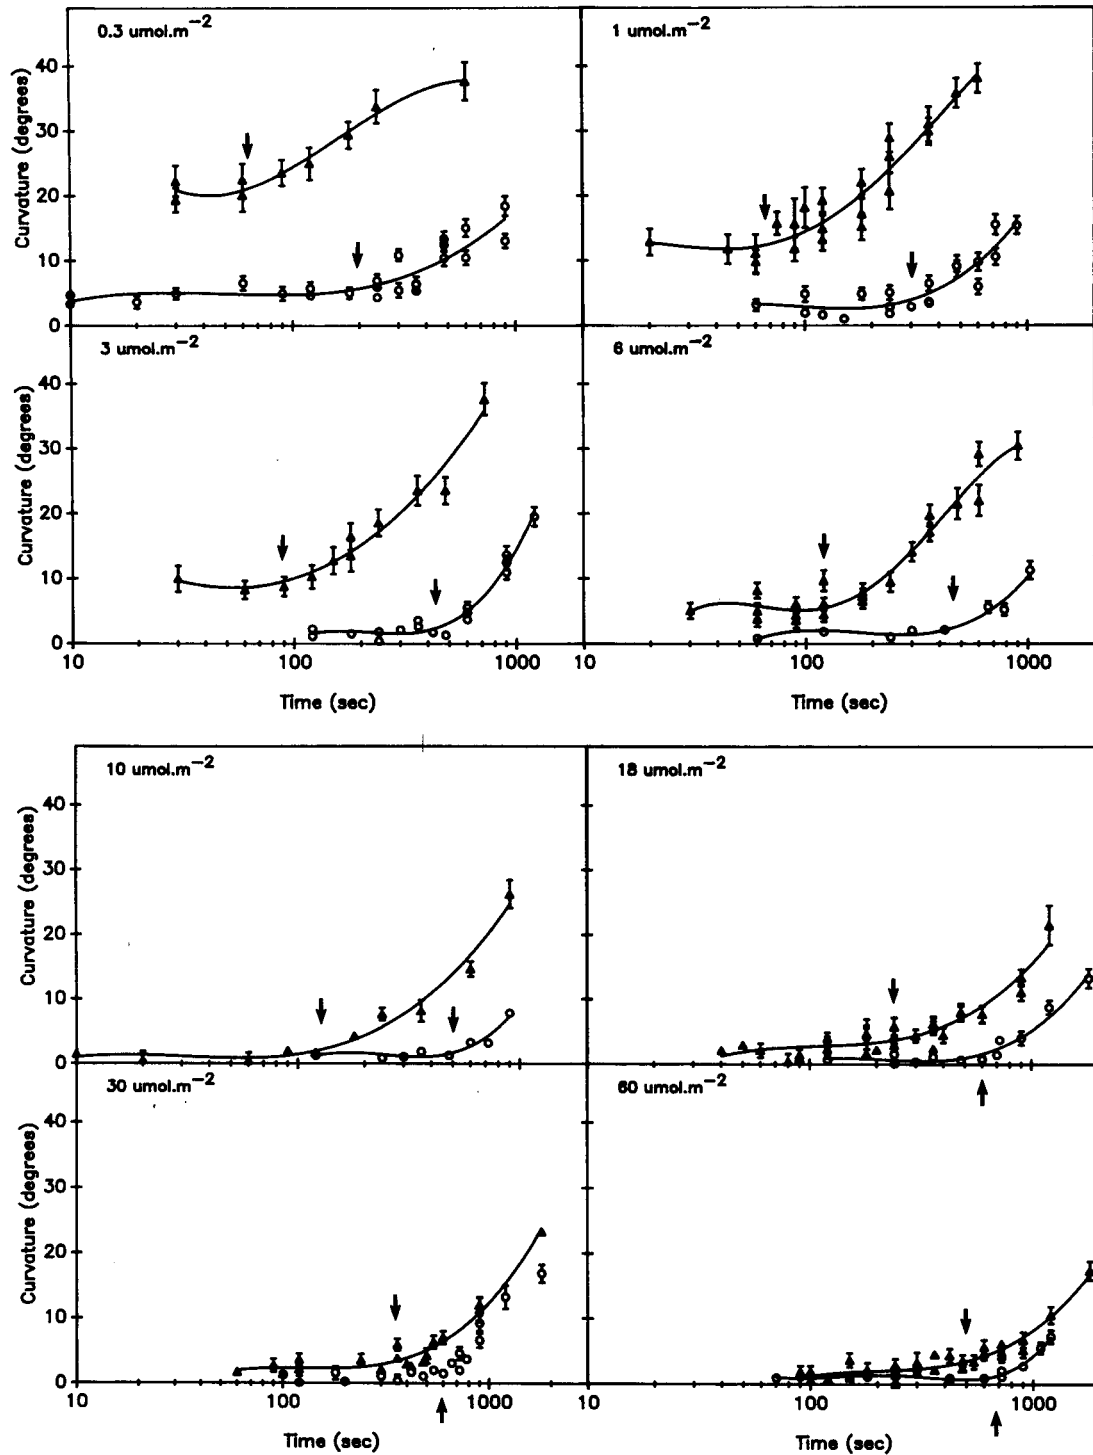 0.3 umol.m-2
1 umol.m-2
Curvature (degrees)
40
30
20
10
0
3 umol.m-2
6 umol.m-2
Curvature (degrees)
40
30
20
10
0
10 100 1000 10 100 1000
Time (sec) Time (sec)
10 umol.m-2
18 umol.m-2
Curvature (degrees)
40
30
20
10
0
30 umol.m-2
60 umol.m-2
Curvature (degrees)
40
30
20
10
0
10 100 1000 10 100 1000
Time (sec) Time (sec)